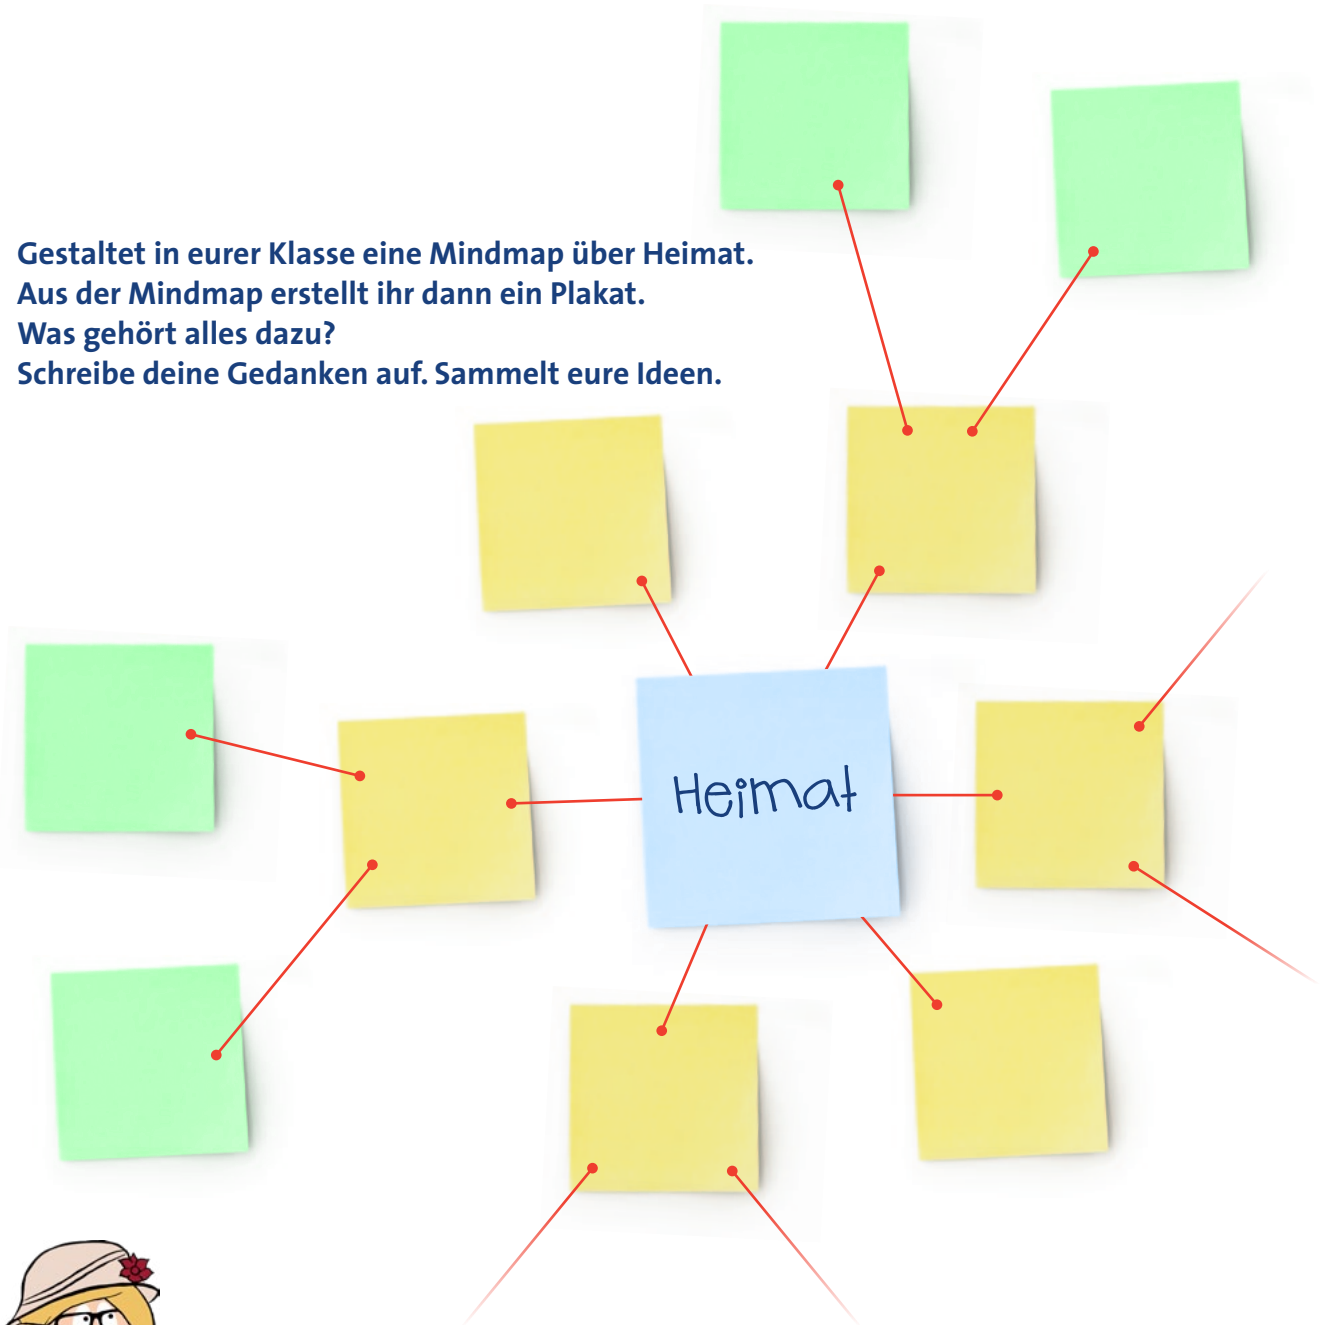 Gestaltet in eurer Klasse eine Mindmap über Heimat.
Aus der Mindmap erstellt ihr dann ein Plakat.
Was gehört alles dazu?
Schreibe deine Gedanken auf. Sammelt eure Ideen.
Heimat